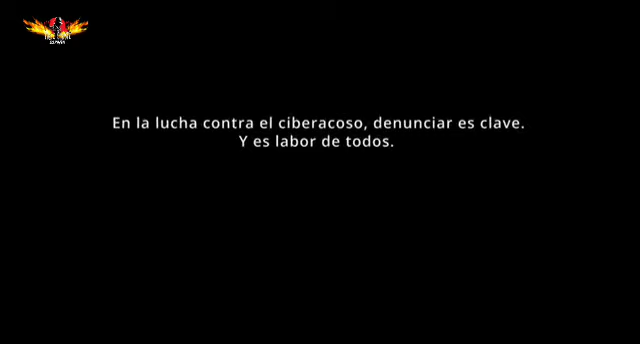 En la lucha contra el ciberacoso, denunciar es clave.
Y es labor de todos.